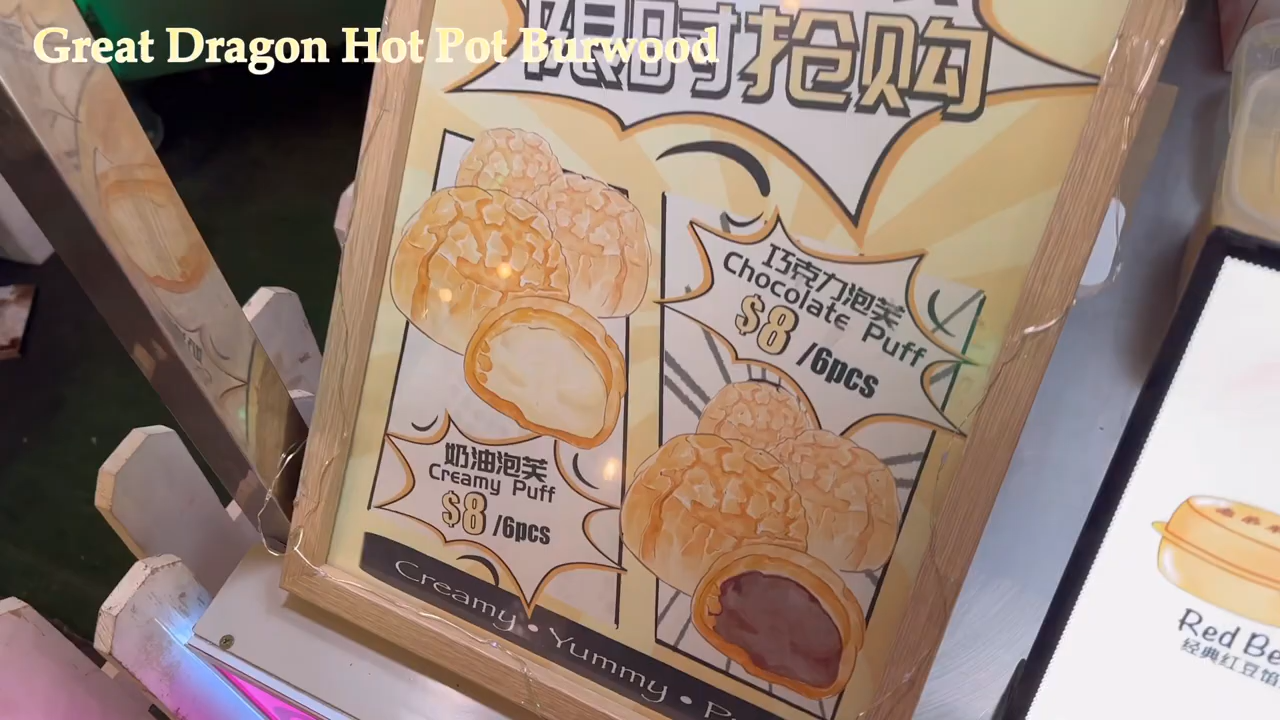 Great Dragon Hot Pot Burwood
限时抢购
巧克力泡芙
Chocolate Puff
$8 /6pcs
奶油泡芙
Creamy Puff
$8 /6pcs
Creamy • Yummy •
Red
经典红豆馅